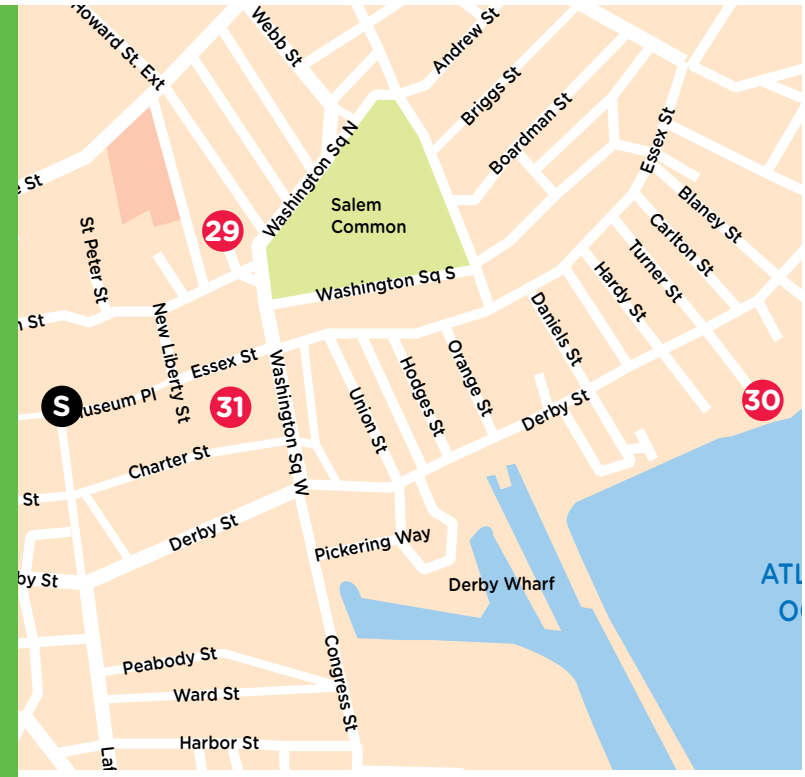 Howard St. Ext
Webb St
Andrew St
Briggs St
Boardman St
Essex St
Washington Sq N
Salem
Common
St
St Peter St
29
Blaney St
Carlton St
Turner St
Hardy St
Washington Sq S
St
New Liberty St
Essex St
Daniels St
Orange St
Hodges St
Union St
Washington Sq W
S
Pl
31
30
Derby St
Charter St
St
Derby St
Pickering Way
St
Derby Wharf
Peabody St
Ward St
Congress St
Harbor St